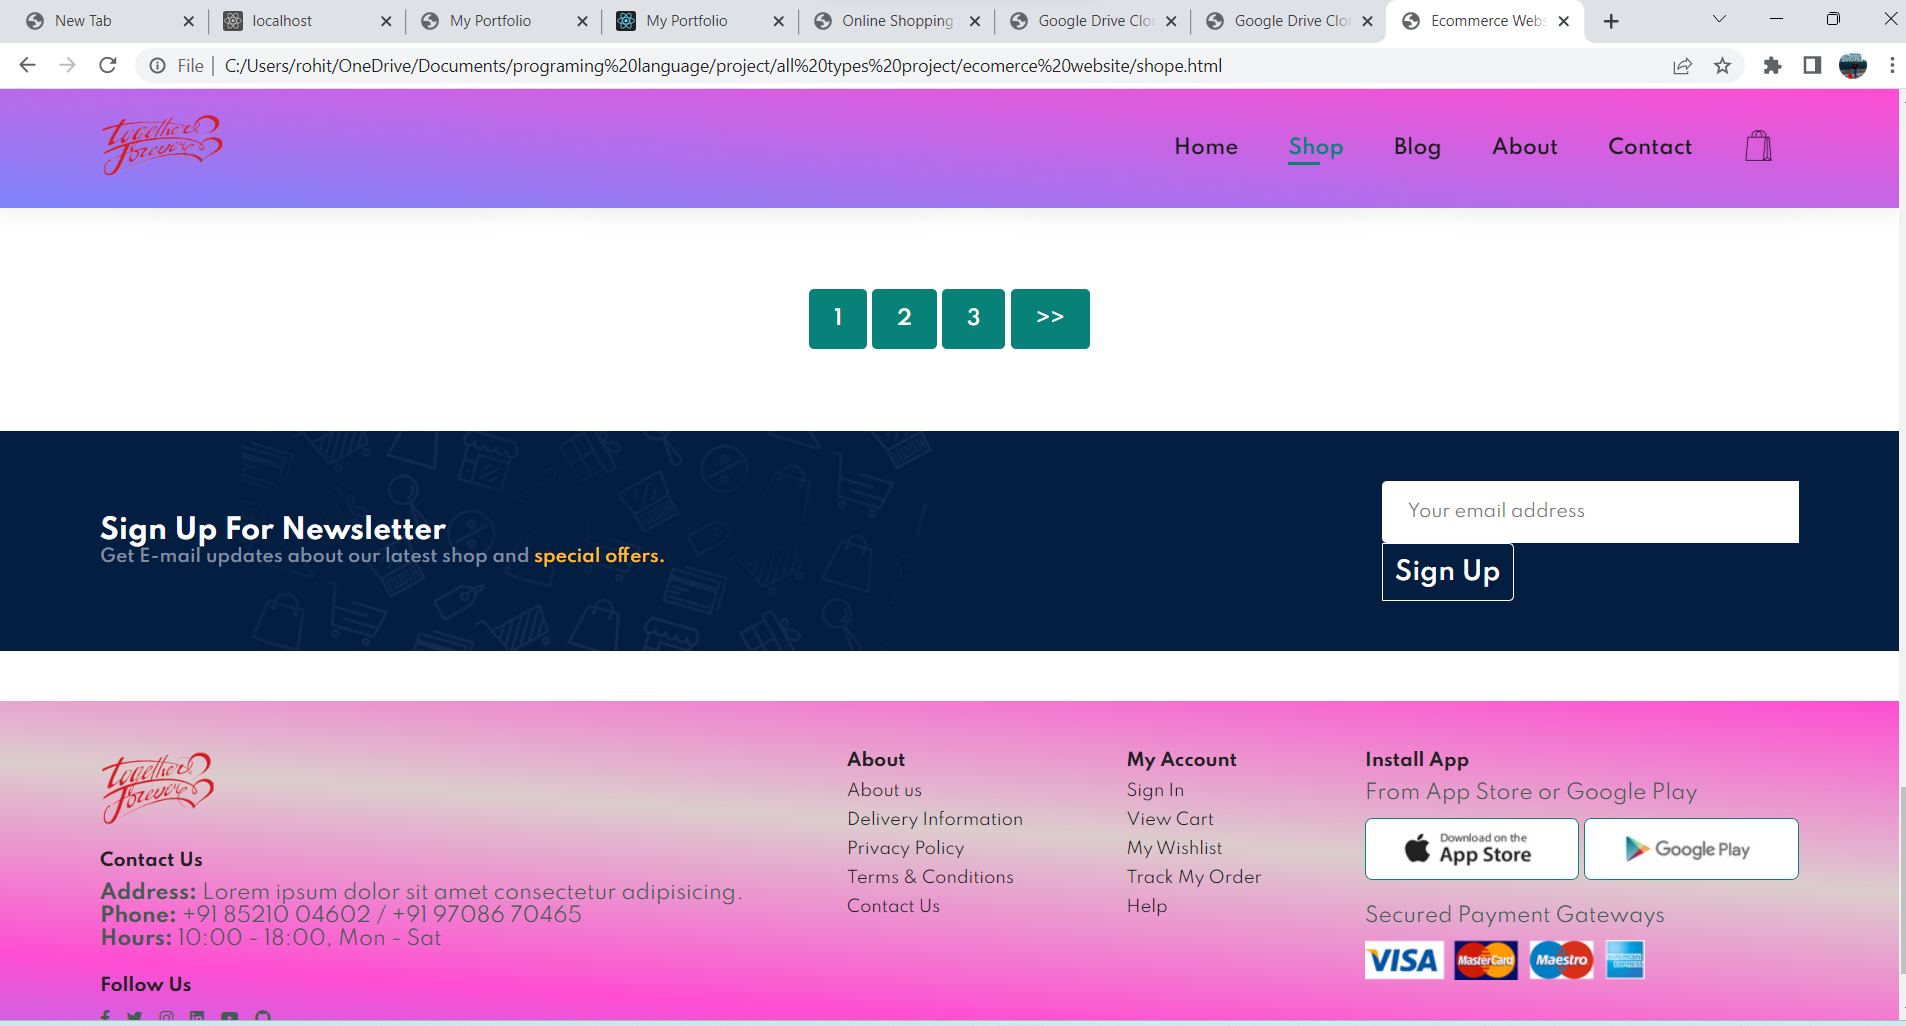 New Tab
localhost
My Portfolio
My Portfolio
Online Shopping
Google Drive Clo
Google Drive Clo
Ecommerce Webs
File | C:/Users/rohit/OneDrive/Documents/programing%20language/project/all%20types%20project/ecomerce%20website/shope.html
together
Forever
Home Shop Blog About Contact
1 2 3 >>
Sign Up For Newsletter
Get E-mail updates about our latest shop and special offers.
Your email address
Sign Up
together
Forever
Contact Us
Address: Lorem ipsum dolor sit amet consectetur adipisicing.
Phone: +91 85210 04602 / +91 97086 70465
Hours: 10:00 - 18:00, Mon - Sat
Follow Us
About
About us
Delivery Information
Privacy Policy
Terms & Conditions
Contact Us
My Account
Sign In
View Cart
My Wishlist
Track My Order
Help
Install App
From App Store or Google Play
Download on the
App Store
Google Play
Secured Payment Gateways
VISA
MasterCard
Maestro
AMERICAN
EXPRESS